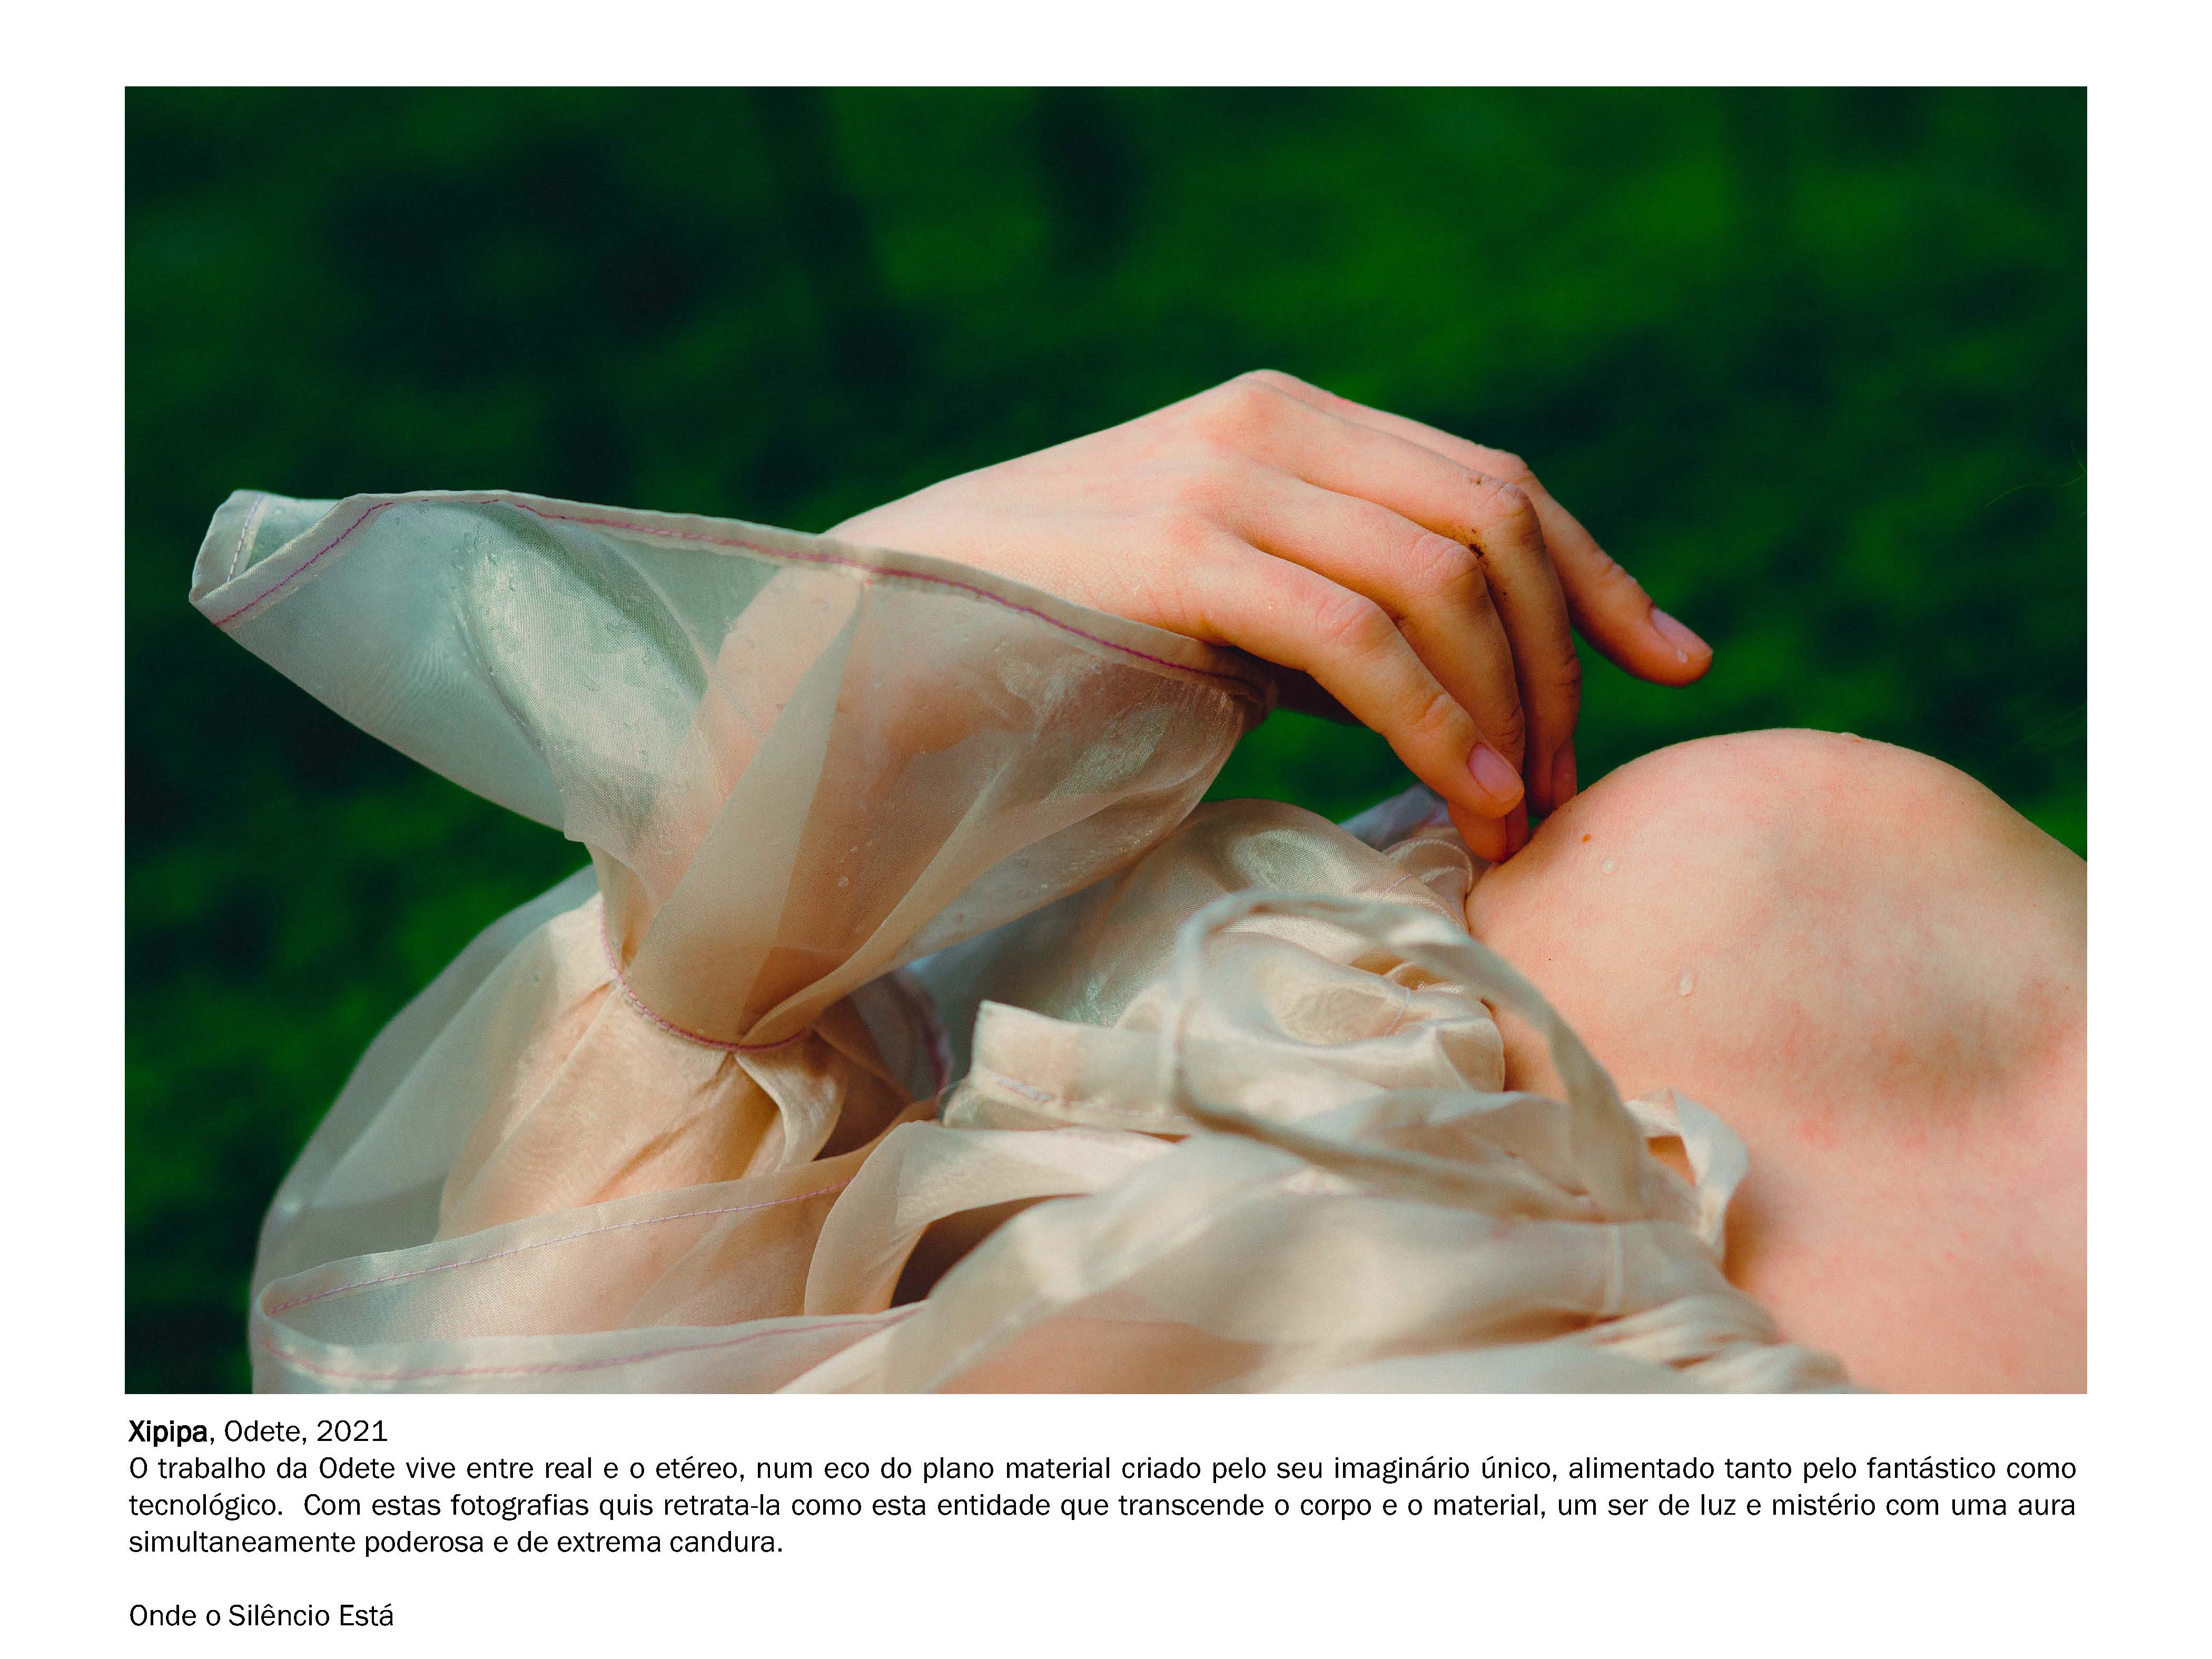 Xipipa, Odete, 2021
O trabalho da Odete vive entre real e o etéreo, num eco do plano material criado pelo seu imaginário único, alimentado tanto pelo fantástico como
tecnológico. Com estas fotografias quis retrata-la como esta entidade que transcende o corpo e o material, um ser de luz e mistério com uma aura
simultaneamente poderosa e de extrema candura.
Onde o Silêncio Está